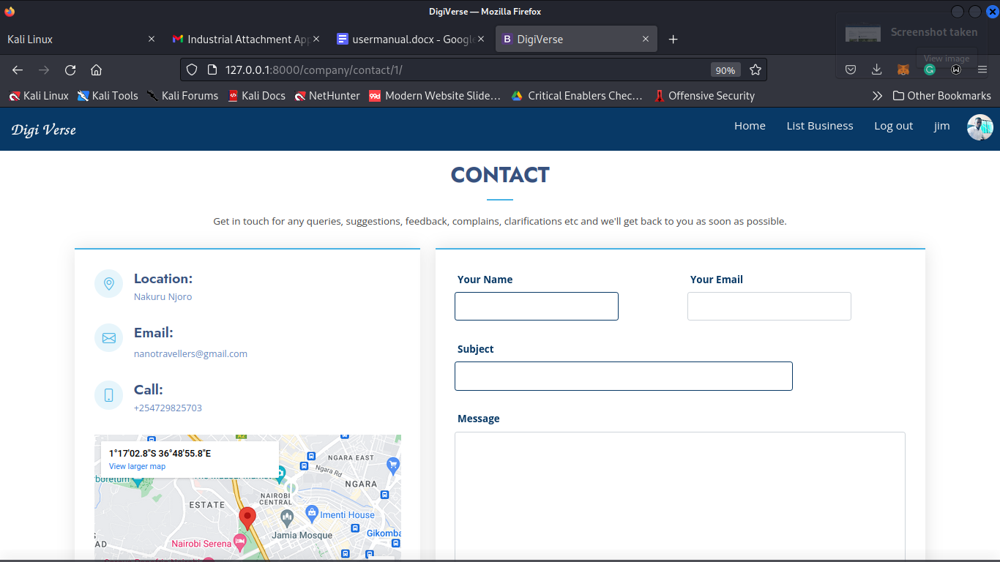 DigiVerse — Mozilla Firefox
Kali Linux
Industrial Attachment App
usermanual.docx - Google
DigiVerse
Screenshot taken
View image
127.0.0.1:8000/company/contact/1/
90%
Kali Linux
Kali Tools
Kali Forums
Kali Docs
NetHunter
Modern Website Slide…
Critical Enablers Chec…
Offensive Security
Other Bookmarks
Digi Verse
Home
List Business
Log out
jim
CONTACT
Get in touch for any queries, suggestions, feedback, complains, clarifications etc and we'll get back to you as soon as possible.
Location:
Nakuru Njoro
Email:
nanotravellers@gmail.com
Call:
+254729825703
Your Name
Your Email
Subject
Message
1°17'02.8"S 36°48'55.8"E
View larger map
A2
NGARA EAST
Ngara Rd
NGARA
boretum
ESTATE
NAIROBI
CENTRAL
Imenti House
Jamia Mosque
Gikomba
Nairobi Serena
AD